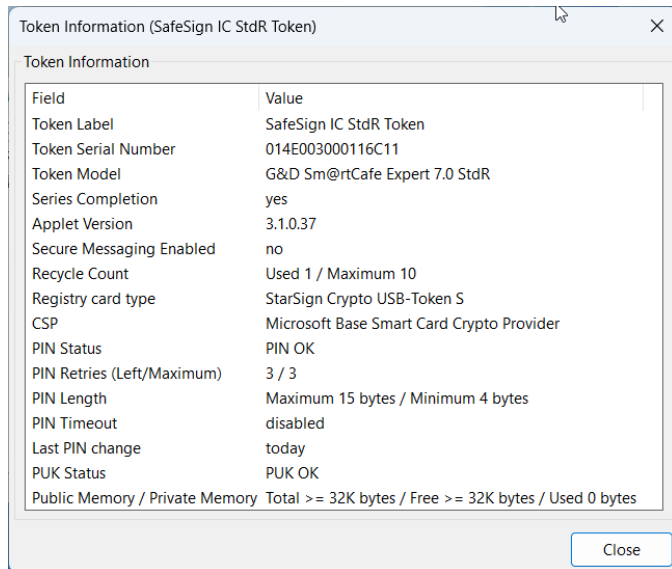 Token Information (SafeSign IC StdR Token)
Token Information
Field Value
Token Label SafeSign IC StdR Token
Token Serial Number 014E003000116C11
Token Model G&D Sm@rtCafe Expert 7.0 StdR
Series Completion yes
Applet Version 3.1.0.37
Secure Messaging Enabled no
Recycle Count Used 1 / Maximum 10
Registry card type StarSign Crypto USB-Token S
CSP Microsoft Base Smart Card Crypto Provider
PIN Status PIN OK
PIN Retries (Left/Maximum) 3 / 3
PIN Length Maximum 15 bytes / Minimum 4 bytes
PIN Timeout disabled
Last PIN change today
PUK Status PUK OK
Public Memory / Private Memory Total >= 32K bytes / Free >= 32K bytes / Used 0 bytes
Close